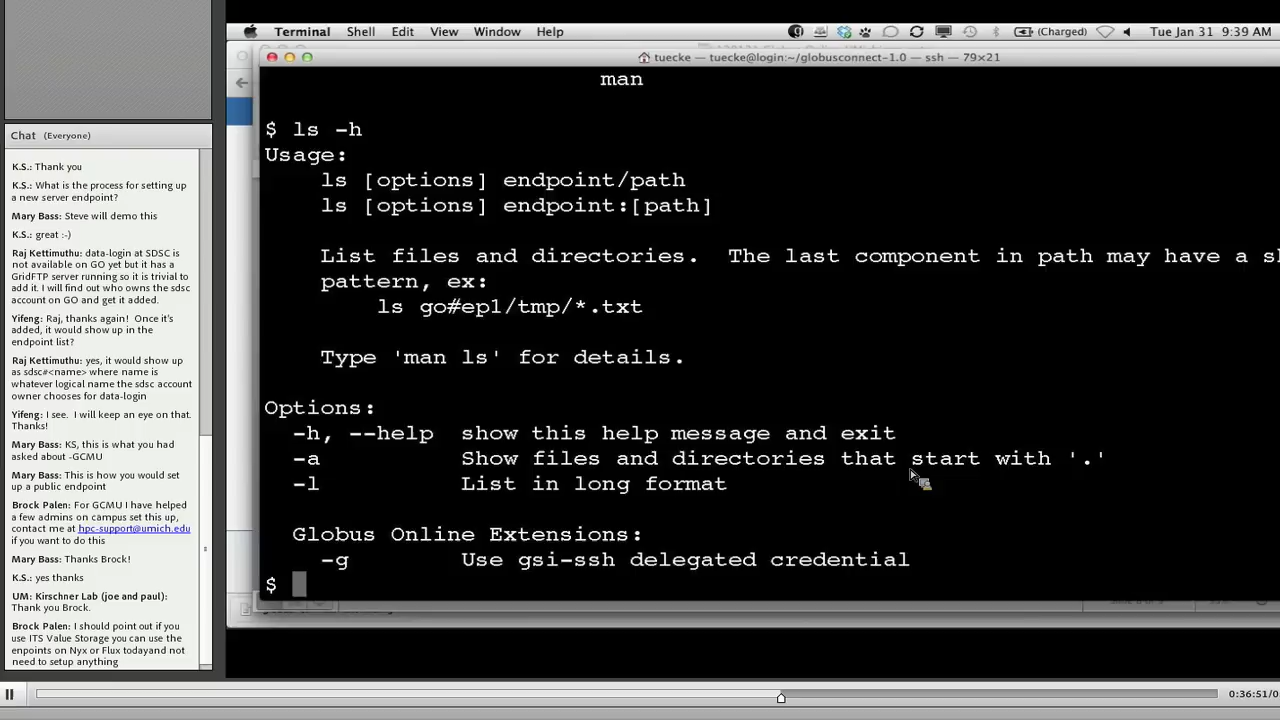 Terminal Shell Edit View Window Help (Charged) Tue Jan 31 9:39 AM
tuecke — tuecke@login:~/globusconnect-1.0 — ssh — 79×21
man
$ ls -h
Usage:
ls [options] endpoint/path
ls [options] endpoint:[path]
List files and directories. The last component in path may have a
pattern, ex:
ls go#ep1/tmp/*.txt
Type 'man ls' for details.
Options:
-h, --help show this help message and exit
-a Show files and directories that start with '.'
-l List in long format
Globus Online Extensions:
-g Use gsi-ssh delegated credential
$
Chat (Everyone)
K.S.: Thank you
K.S.: What is the process for setting up
a new server endpoint?
Mary Bass: Steve will demo this
K.S.: great :-)
Raj Kettimuthu: data-login at SDSC is
not available on GO yet but it has a
GridFTP server running so it is trivial to
add it. I will find out who owns the sdsc
account on GO and get it added.
Yifeng: Raj, thanks again! Once it's
added, it would show up in the
endpoint list?
Raj Kettimuthu: yes, it would show up
as sdsc#<name> where name is
whatever logical name the sdsc account
owner chooses for data-login
Yifeng: I see. I will keep an eye on that.
Thanks!
Mary Bass: KS, this is what you had
asked about -GCMU
Mary Bass: This is how you would set
up a public endpoint
Brock Palen: For GCMU I have helped
a few admins on campus set this up,
contact me at hpc-support@umich.edu
if you want to do this
Mary Bass: Thanks Brock!
K.S.: yes thanks
UM: Kirschner Lab (joe and paul):
Thank you Brock.
Brock Palen: I should point out if you
use ITS Value Storage you can use the
enpoints on Nyx or Flux todayand not
need to setup anything
0:36:51/0